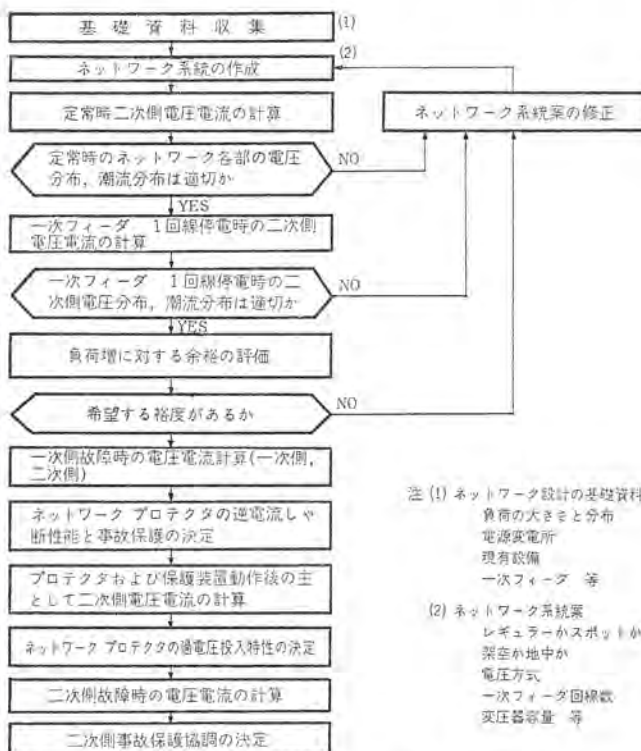 基礎資料収集
(1)
(2)
ネットワーク系統の作成
定常時二次側電圧電流の計算
ネットワーク系統案の修正
定常時のネットワーク各部の電圧
分布，潮流分布は適切か
NO
YES
一次フィーダ 1回線停電時の二次側
電圧電流の計算
一次フィーダ 1回線停電時の二
次側電圧分布，潮流分布は適切か
NO
YES
負荷増に対する余裕の評価
希望する裕度があるか
NO
一次側故障時の電圧電流計算(一次側,
二次側)
ネットワーク プロテクタの逆電流しゃ
断性能と事故保護の決定
プロテクタおよび保護装置動作後の主
として二次側電圧電流の計算
ネットワーク プロテクタの過電圧投入特性の決定
二次側故障時の電圧電流の計算
二次側事故保護協調の決定
注 (1) ネットワーク設計の基礎資料
負荷の大きさと分布
電源変電所
現有設備
一次フィーダ 等
(2) ネットワーク系統案
レギュラーかスポットか
架空か地中か
電圧方式
一次フィーダ回線数
変圧器容量 等